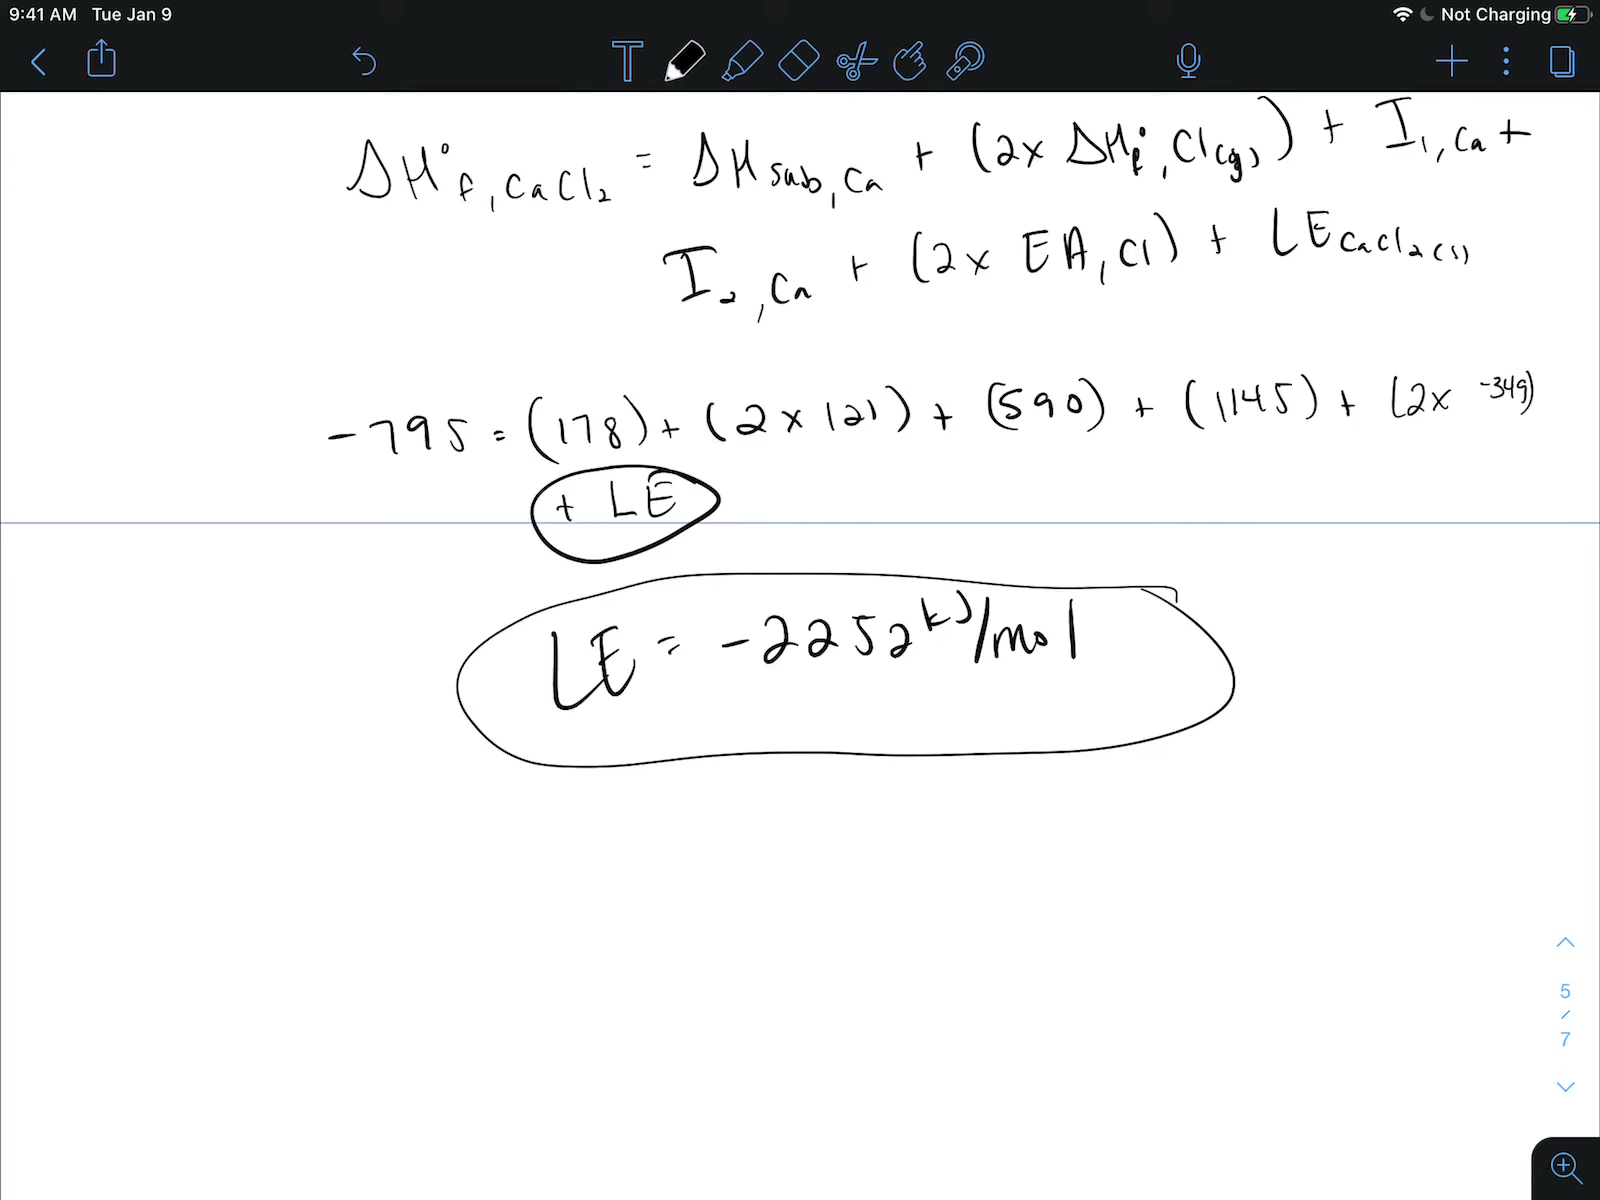 9:41 AM Tue Jan 9
Not Charging
T
ΔH°f, CaCl₂ = ΔHsub, Ca + (2x ΔH°f, Cl(g)) + I₁, Ca +
I₂, Ca + (2x EA, Cl) + LE CaCl₂(s)
-795 = (178) + (2 x 121) + (590) + (1145) + (2x -349)
+ LE
LE = -2252 kJ/mol
5
/
7